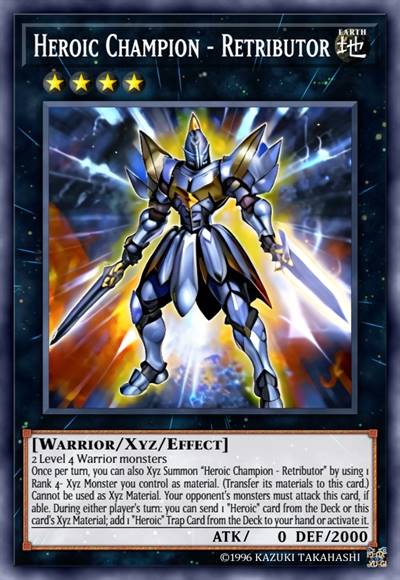 HEROIC CHAMPION - RETRIBUTOR
EARTH
地
[WARRIOR/XYZ/EFFECT]
2 Level 4 Warrior monsters
Once per turn, you can also Xyz Summon "Heroic Champion - Retributor" by using 1
Rank 4- Xyz Monster you control as material. (Transfer its materials to this card.)
Cannot be used as Xyz Material. Your opponent's monsters must attack this card, if
able. During either player's turn: you can send 1 "Heroic" card from the Deck or this
card's Xyz Material; add 1 "Heroic" Trap Card from the Deck to your hand or activate it.
ATK/ 0 DEF/2000
©1996 KAZUKI TAKAHASHI